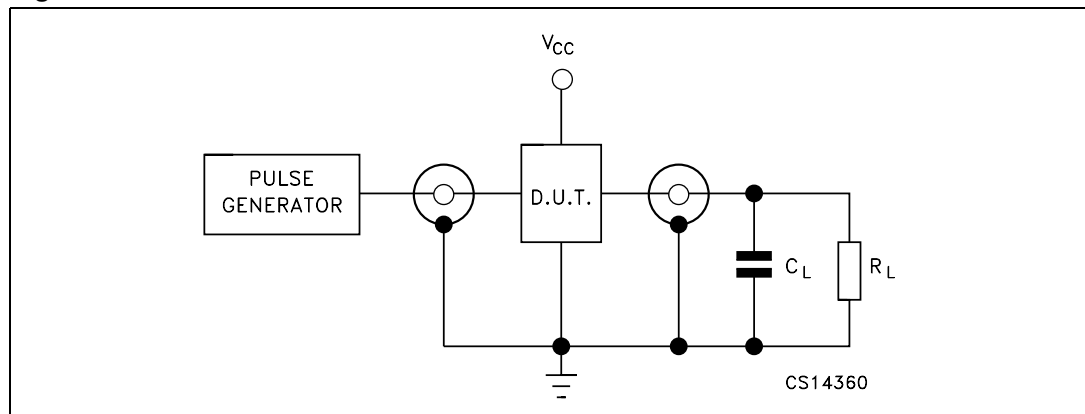 V_CC
PULSE
GENERATOR
D.U.T.
C_L
R_L
CS14360